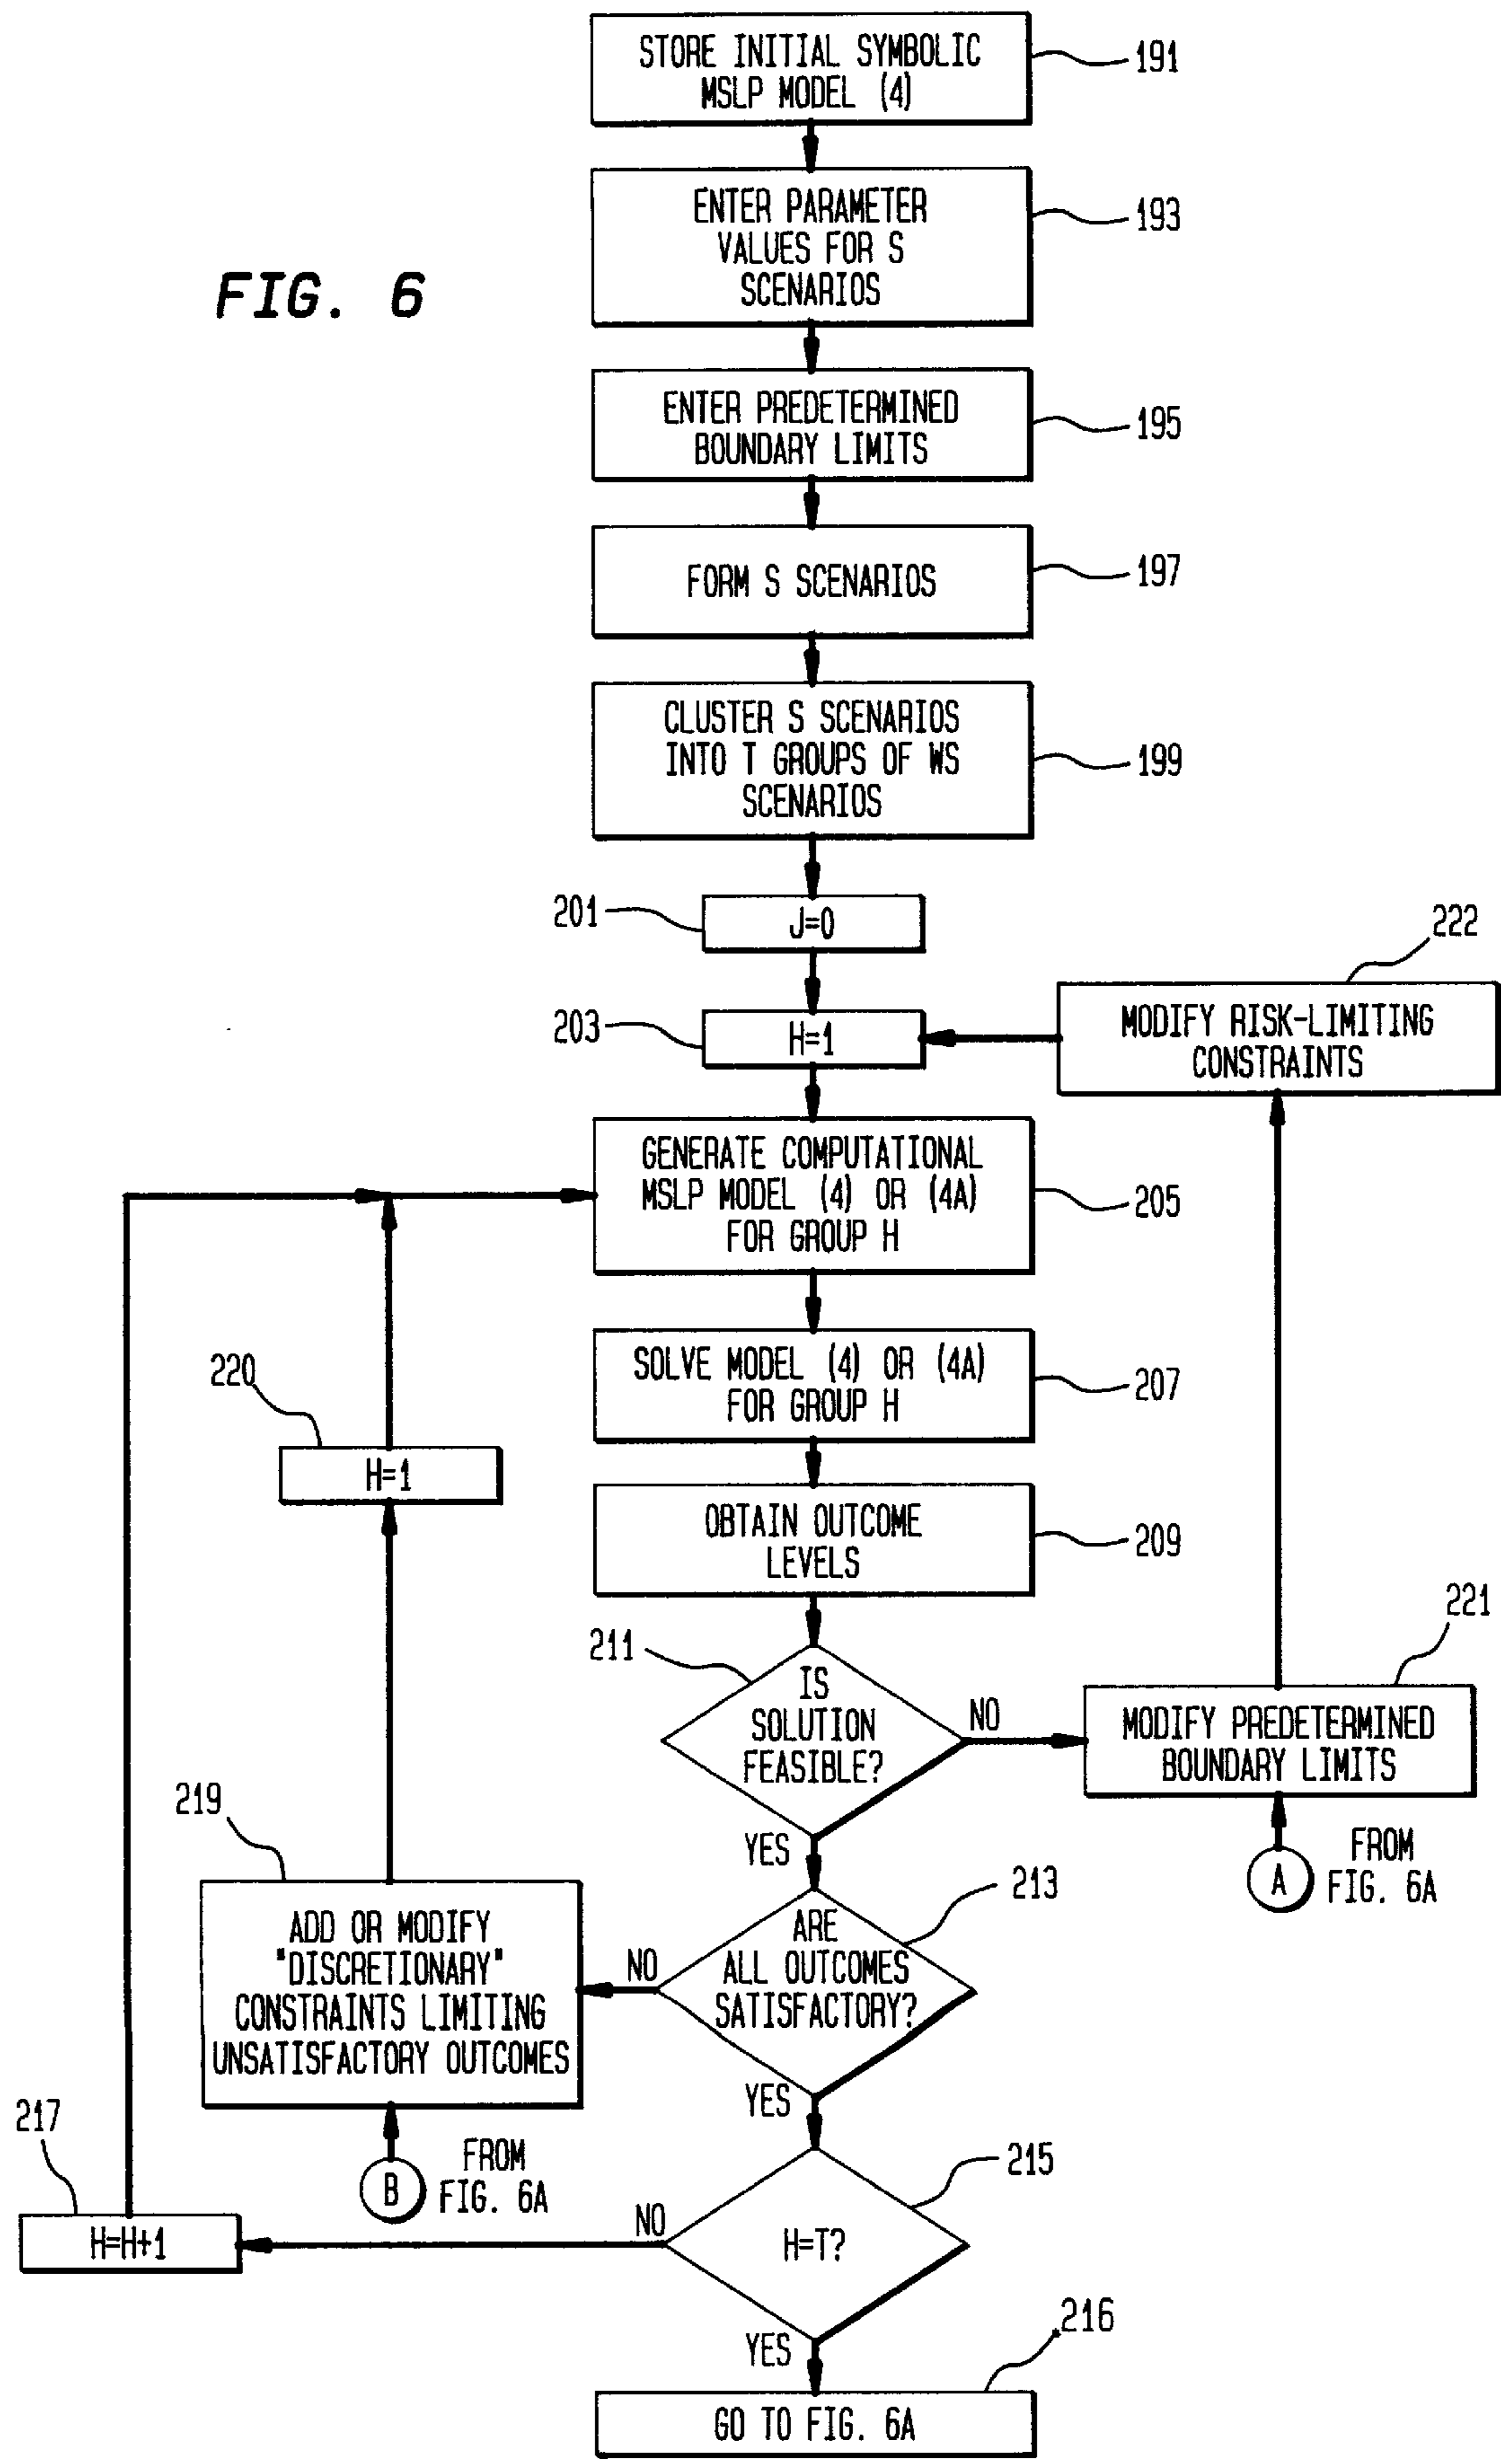 STORE INITIAL SYMBOLIC
MSLP MODEL (4)
191
ENTER PARAMETER
VALUES FOR S
SCENARIOS
193
FIG. 6
ENTER PREDETERMINED
BOUNDARY LIMITS
195
FORM S SCENARIOS
197
CLUSTER S SCENARIOS
INTO T GROUPS OF WS
SCENARIOS
199
201
J=0
222
203
H=1
MODIFY RISK-LIMITING
CONSTRAINTS
GENERATE COMPUTATIONAL
MSLP MODEL (4) OR (4A)
FOR GROUP H
205
SOLVE MODEL (4) OR (4A)
FOR GROUP H
207
220
H=1
OBTAIN OUTCOME
LEVELS
209
211
IS
SOLUTION
FEASIBLE?
NO
221
MODIFY PREDETERMINED
BOUNDARY LIMITS
YES
A
FROM
FIG. 6A
219
ADD OR MODIFY
"DISCRETIONARY"
CONSTRAINTS LIMITING
UNSATISFACTORY OUTCOMES
NO
ARE
ALL OUTCOMES
SATISFACTORY?
213
YES
B
FROM
FIG. 6A
217
H=H+1
NO
H=T?
215
YES
216
GO TO FIG. 6A